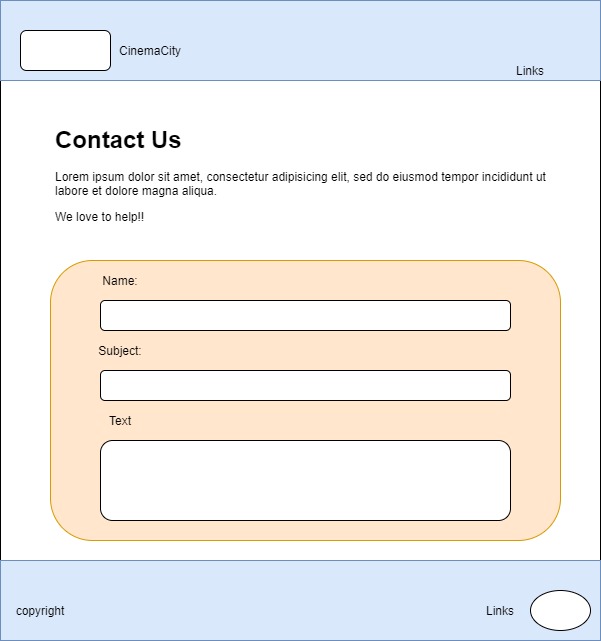 CinemaCity
Links
Contact Us
Lorem ipsum dolor sit amet, consectetur adipisicing elit, sed do eiusmod tempor incididunt ut
labore et dolore magna aliqua.
We love to help!!
Name:
Subject:
Text
copyright
Links